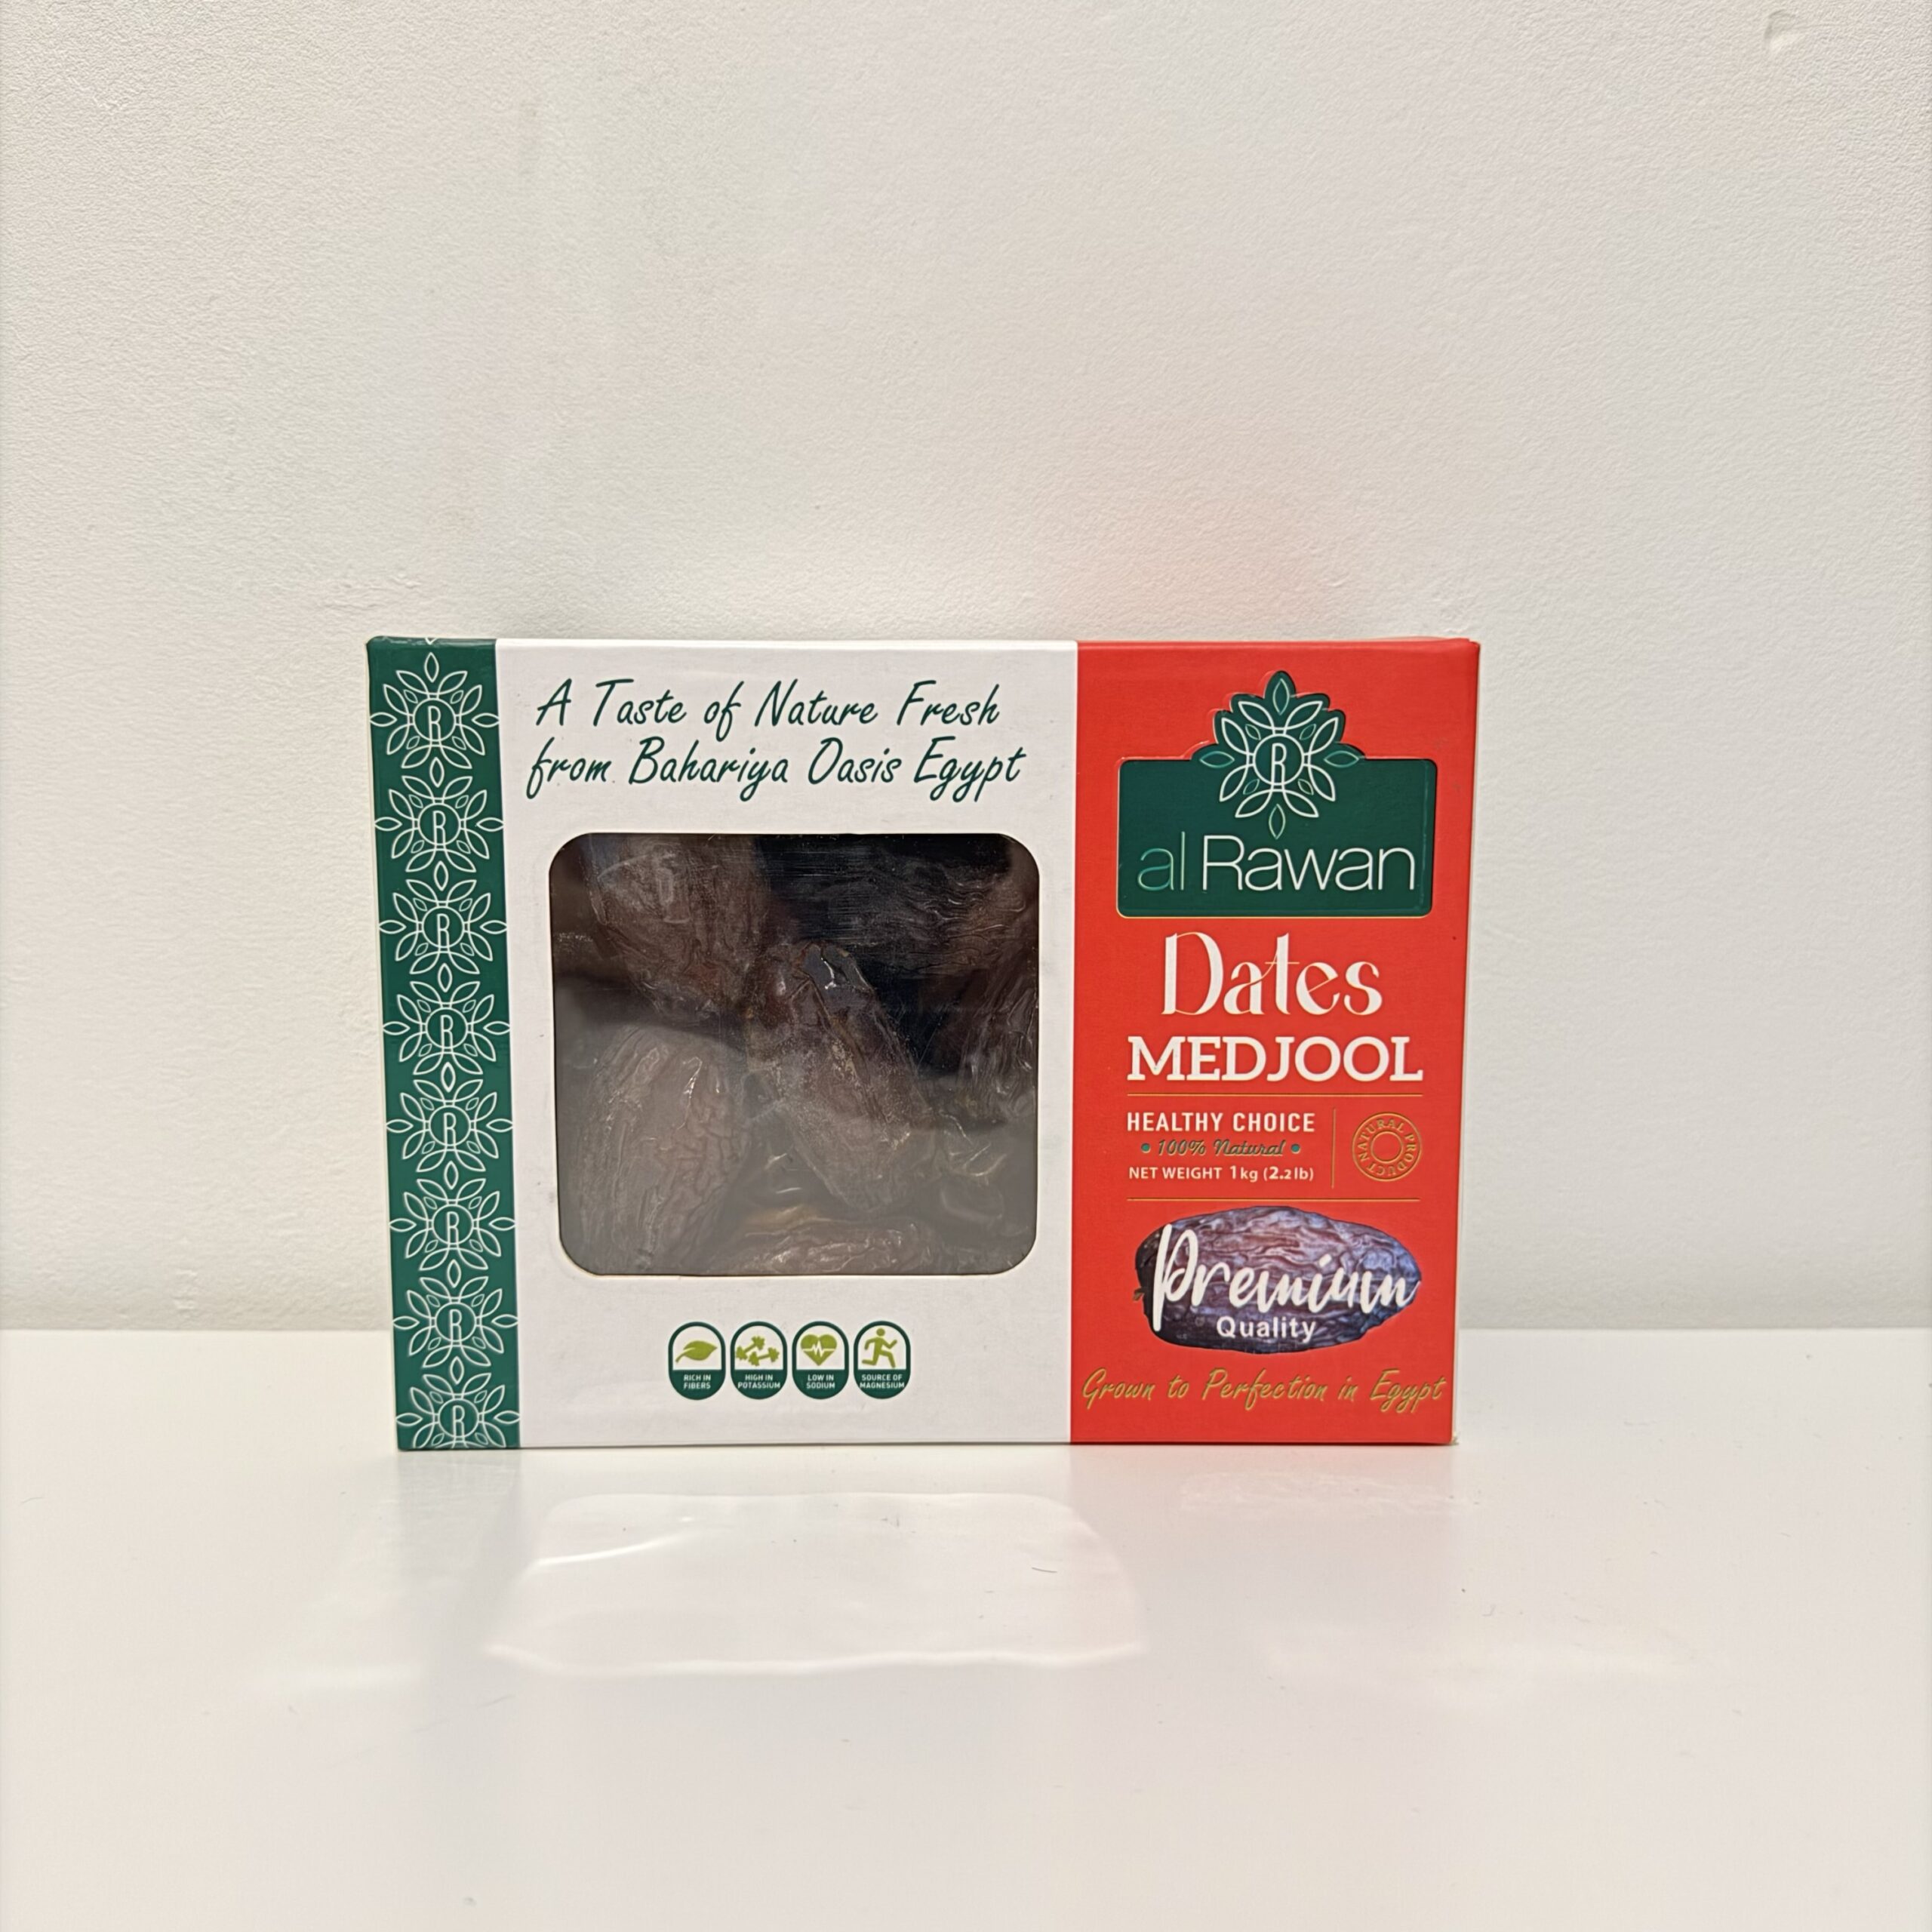 A Taste of Nature Fresh
from Bahariya Oasis Egypt
RICH IN
FIBERS
HIGH IN
POTASSIUM
LOW IN
SODIUM
SOURCE OF
MAGNESIUM
R
al Rawan
Dates
MEDJOOL
HEALTHY CHOICE
• 100% Natural •
NET WEIGHT 1kg (2.2lb)
NATURAL PRODUCT
Premium
Quality
Grown to Perfection in Egypt
R
R
R
R
R
R
R
R